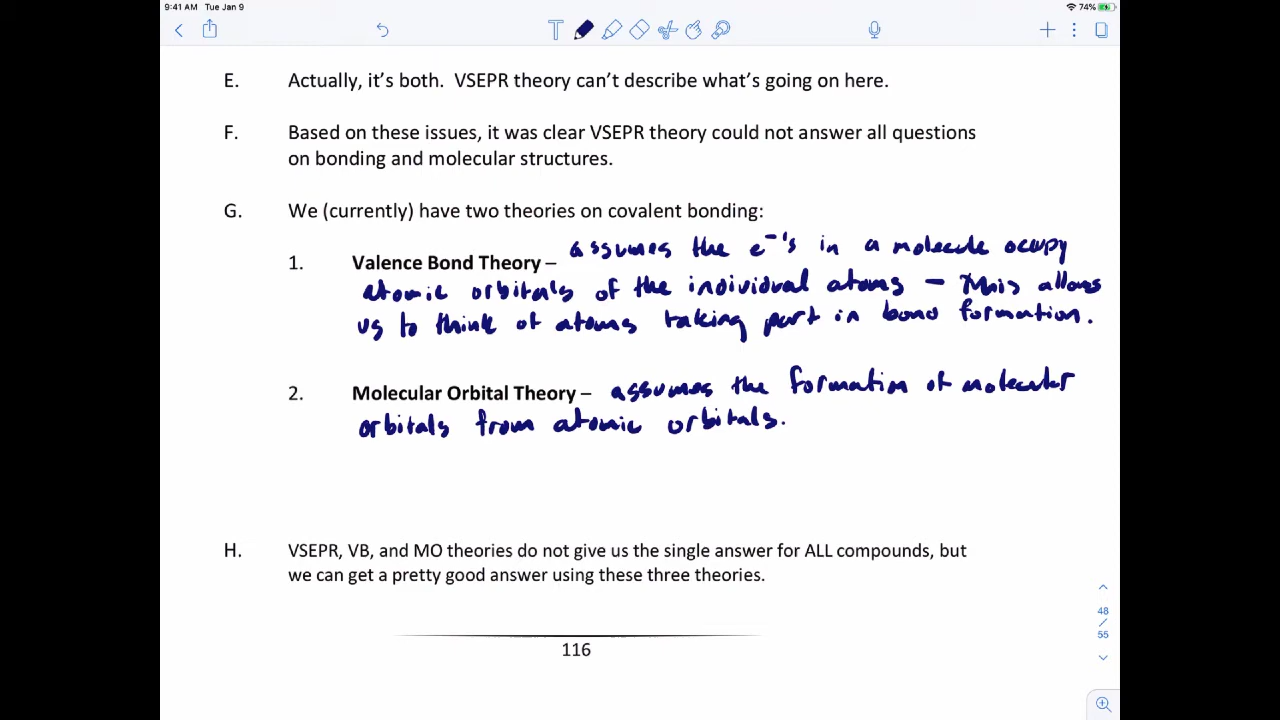 9:41 AM Tue Jan 9
74%
E. Actually, it's both. VSEPR theory can't describe what's going on here.
F. Based on these issues, it was clear VSEPR theory could not answer all questions
on bonding and molecular structures.
G. We (currently) have two theories on covalent bonding:
1. Valence Bond Theory – assumes the e⁻'s in a molecule occupy
atomic orbitals of the individual atoms – This allows
us to think of atoms taking part in bond formation.
2. Molecular Orbital Theory – assumes the formation of molecular
orbitals from atomic orbitals.
H. VSEPR, VB, and MO theories do not give us the single answer for ALL compounds, but
we can get a pretty good answer using these three theories.
48
/
55
116